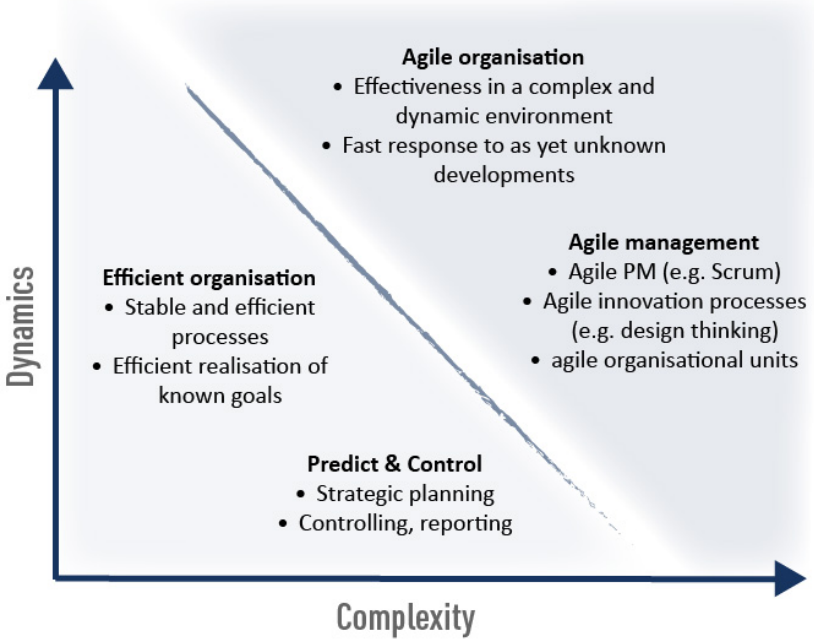 Agile organisation
• Effectiveness in a complex and
dynamic environment
• Fast response to as yet unknown
developments
Agile management
• Agile PM (e.g. Scrum)
• Agile innovation processes
(e.g. design thinking)
• agile organisational units
Efficient organisation
• Stable and efficient
processes
• Efficient realisation of
known goals
Predict & Control
• Strategic planning
• Controlling, reporting
Dynamics
Complexity